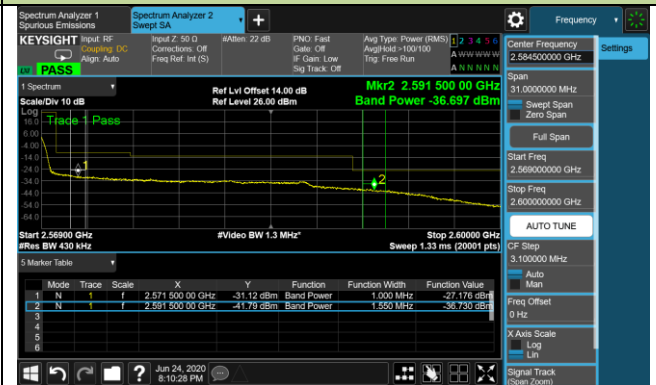 Spectrum Analyzer 1
Spurious Emissions
Spectrum Analyzer 2
Swept SA
+
Frequency
KEYSIGHT
Input: RF
Coupling: DC
Align: Auto
Input Z: 50 Ω
Corrections: Off
Freq Ref: Int (S)
#Atten: 22 dB
PNO: Fast
Gate: Off
IF Gain: Low
Sig Track: Off
Avg Type: Power (RMS)
Avg|Hold:>100/100
Trig: Free Run
1 2 3 4 5 6
A W W W W W
A N N N N N
PASS
Center Frequency
2.584500000 GHz
Settings
Span
31.0000000 MHz
Swept Span
Zero Span
Full Span
Start Freq
2.569000000 GHz
Stop Freq
2.600000000 GHz
AUTO TUNE
CF Step
3.100000 MHz
Auto
Man
Freq Offset
0 Hz
X Axis Scale
Log
Lin
Signal Track
(Span Zoom)
1 Spectrum
Scale/Div 10 dB
Ref Lvl Offset 14.00 dB
Ref Level 26.00 dBm
Mkr2 2.591 500 00 GHz
Band Power -36.697 dBm
Log
Trace 1 Pass
16.0
6.00
-4.00
-14.0
-24.0
-34.0
-44.0
-54.0
-64.0
1
2
Start 2.56900 GHz
#Res BW 430 kHz
#Video BW 1.3 MHz*
Stop 2.60000 GHz
Sweep 1.33 ms (20001 pts)
5 Marker Table
Mode Trace Scale X Y Function Function Width Function Value
1 N 1 f 2.571 500 00 GHz -31.12 dBm Band Power 1.000 MHz -27.176 dBm
2 N 1 f 2.591 500 00 GHz -41.79 dBm Band Power 1.550 MHz -36.730 dBm
3
4
5
6
?
Jun 24, 2020
8:10:28 PM